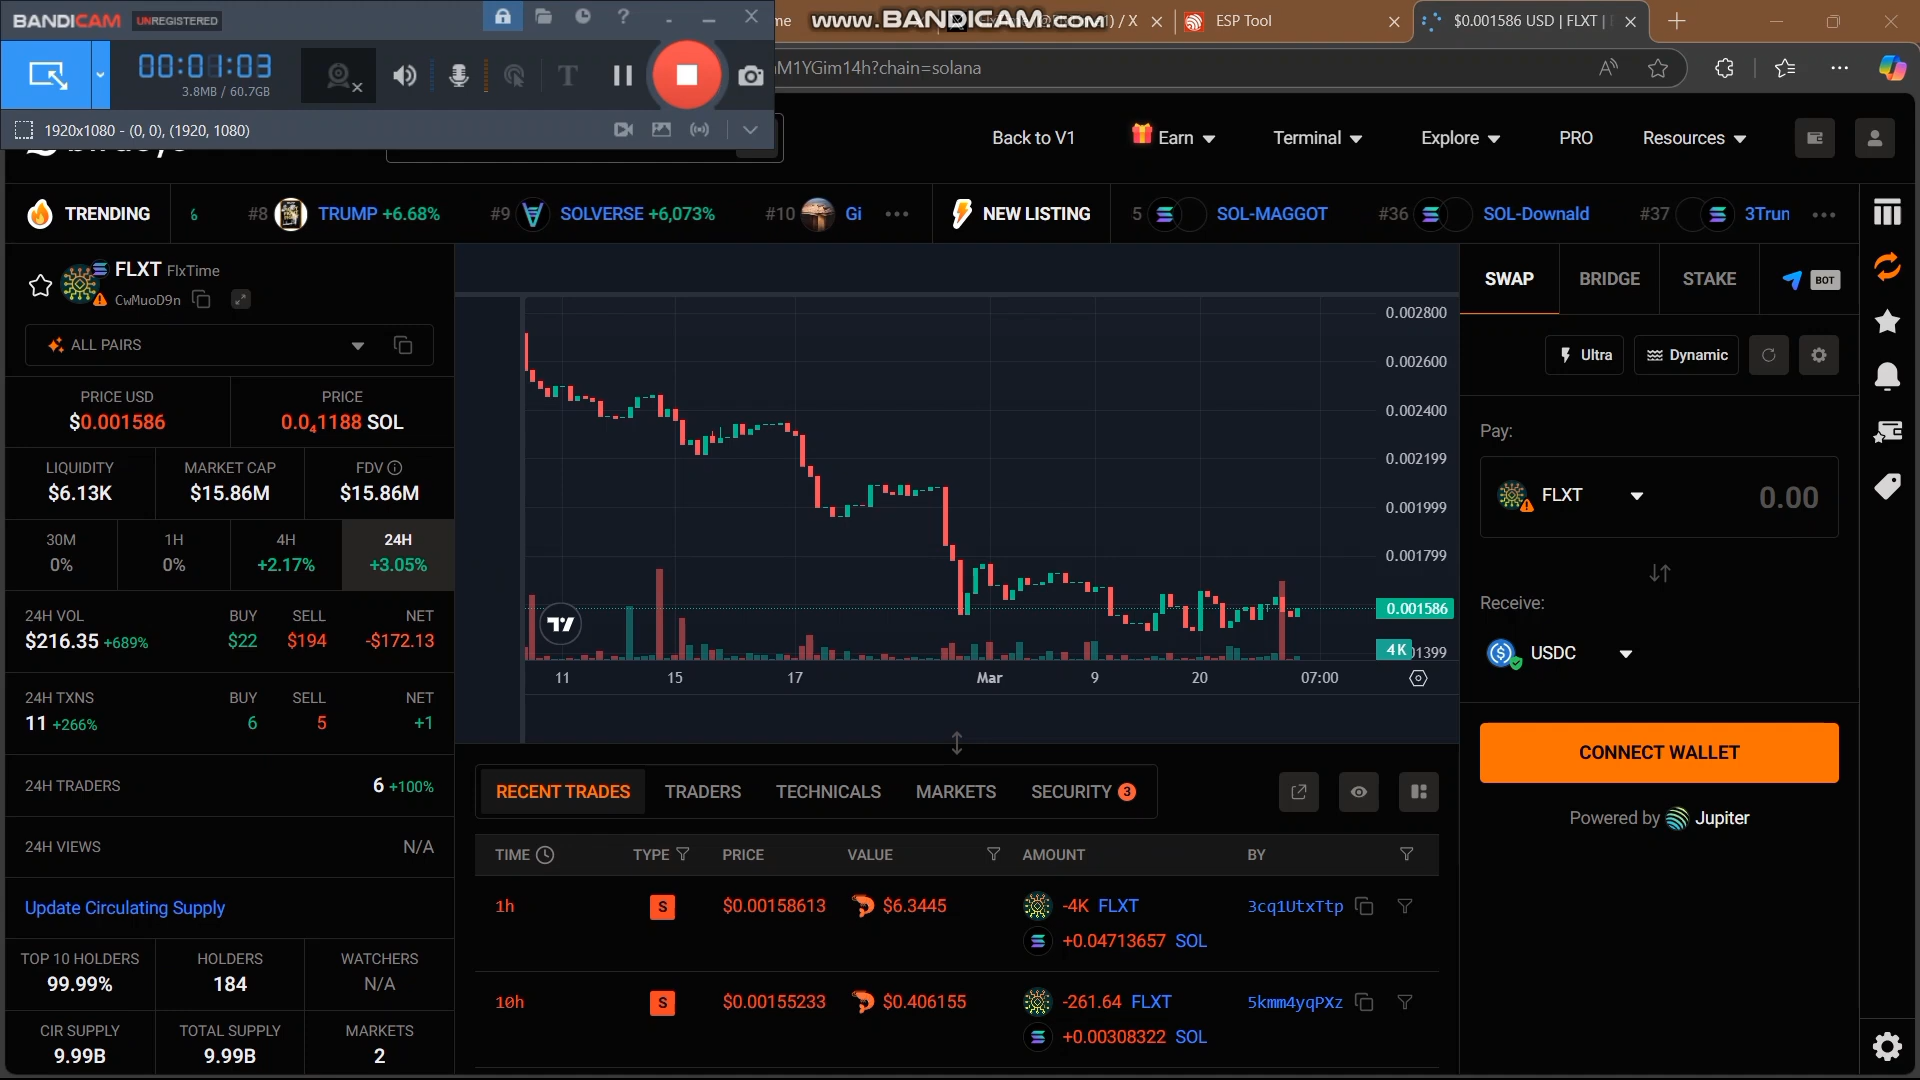 BANDICAM UNREGISTERED
www.BANDICAM.com
/ X
ESP Tool
$0.001586 USD | FLXT |
00:01:03
3.8MB / 60.7GB
M1YGim14h?chain=solana
1920x1080 - (0, 0), (1920, 1080)
Back to V1
Earn
Terminal
Explore
PRO
Resources
TRENDING
#8 TRUMP +6.68%
#9 SOLVERSE +6,073%
#10 Gi
NEW LISTING
5 SOL-MAGGOT
#36 SOL-Downald
#37 3Trun
FLXT FlxTime
CwMuoD9n
ALL PAIRS
PRICE USD
$0.001586
PRICE
0.0₄1188 SOL
LIQUIDITY
$6.13K
MARKET CAP
$15.86M
FDV
$15.86M
30M
0%
1H
0%
4H
+2.17%
24H
+3.05%
24H VOL BUY SELL NET
$216.35 +689% $22 $194 -$172.13
24H TXNS BUY SELL NET
11 +266% 6 5 +1
24H TRADERS 6 +100%
24H VIEWS N/A
Update Circulating Supply
TOP 10 HOLDERS
99.99%
HOLDERS
184
WATCHERS
N/A
CIR SUPPLY
9.99B
TOTAL SUPPLY
9.99B
MARKETS
2
0.002800
0.002600
0.002400
0.002199
0.001999
0.001799
0.001586
4K
1399
11 15 17 Mar 9 20 07:00
RECENT TRADES
TRADERS
TECHNICALS
MARKETS
SECURITY 3
TIME TYPE PRICE VALUE AMOUNT BY
1h S $0.00158613 $6.3445 -4K FLXT 3cq1UtxTtp
+0.04713657 SOL
10h S $0.00155233 $0.406155 -261.64 FLXT 5kmm4yqPXz
+0.00308322 SOL
SWAP
BRIDGE
STAKE
BOT
Ultra
Dynamic
Pay:
FLXT 0.00
Receive:
USDC
CONNECT WALLET
Powered by Jupiter